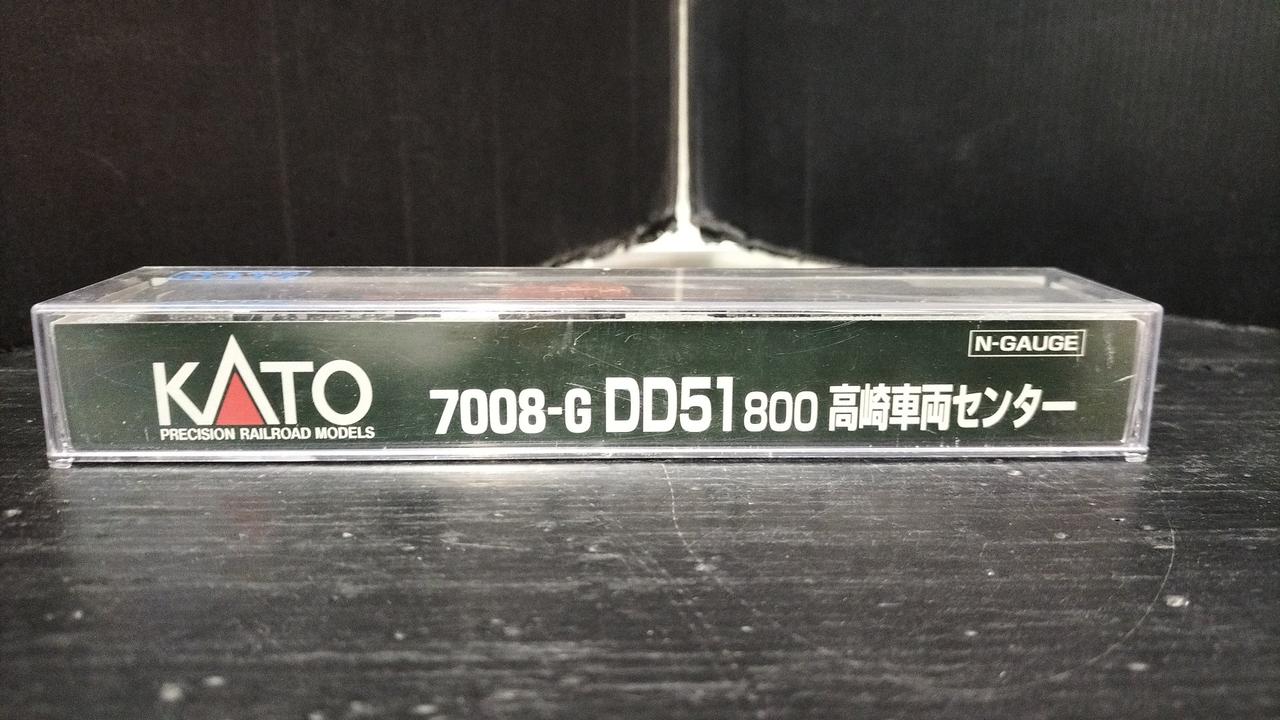 N-GAUGE
KATO
PRECISION RAILROAD MODELS
7008-G DD51 800 高崎車両センター